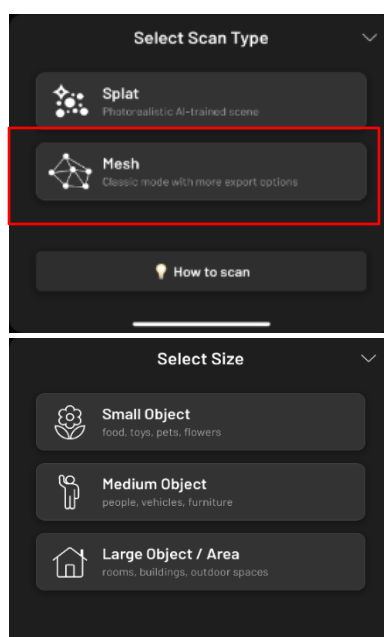 Select Scan Type
Splat
Photorealistic AI-trained scene
Mesh
Classic mode with more export options
How to scan
Select Size
Small Object
food, toys, pets, flowers
Medium Object
people, vehicles, furniture
Large Object / Area
rooms, buildings, outdoor spaces